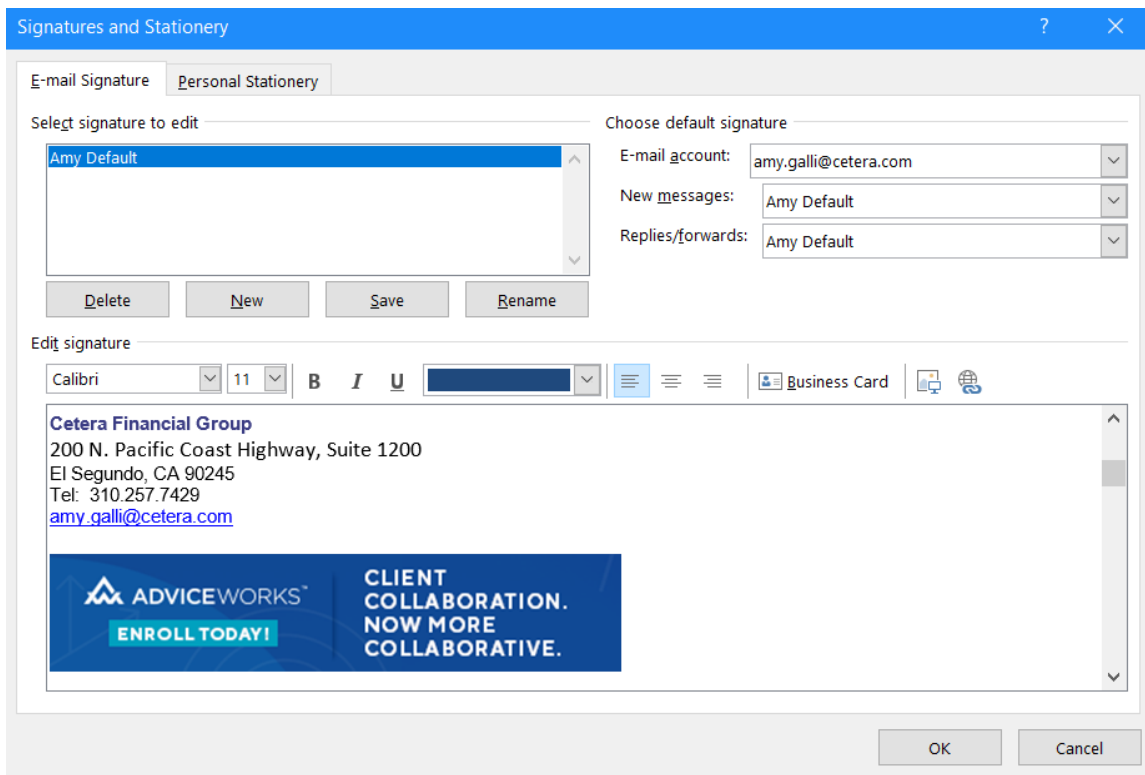 Signatures and Stationery
?
E-mail Signature
Personal Stationery
Select signature to edit
Amy Default
Delete
New
Save
Rename
Choose default signature
E-mail account:
amy.galli@cetera.com
New messages:
Amy Default
Replies/forwards:
Amy Default
Edit signature
Calibri
11
B
I
U
Business Card
Cetera Financial Group
200 N. Pacific Coast Highway, Suite 1200
El Segundo, CA 90245
Tel: 310.257.7429
amy.galli@cetera.com
ADVICEWORKS™
ENROLL TODAY!
CLIENT
COLLABORATION.
NOW MORE
COLLABORATIVE.
OK
Cancel